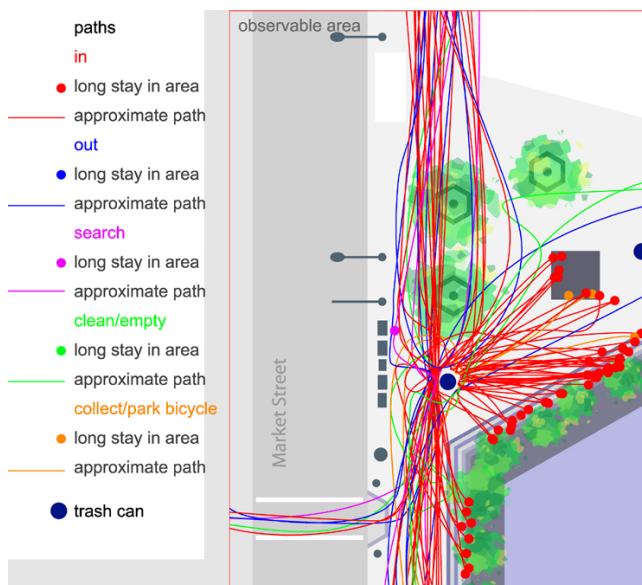 paths
in
long stay in area
approximate path
out
long stay in area
approximate path
search
long stay in area
approximate path
clean/empty
long stay in area
approximate path
collect/park bicycle
long stay in area
approximate path
trash can
observable area
Market Street